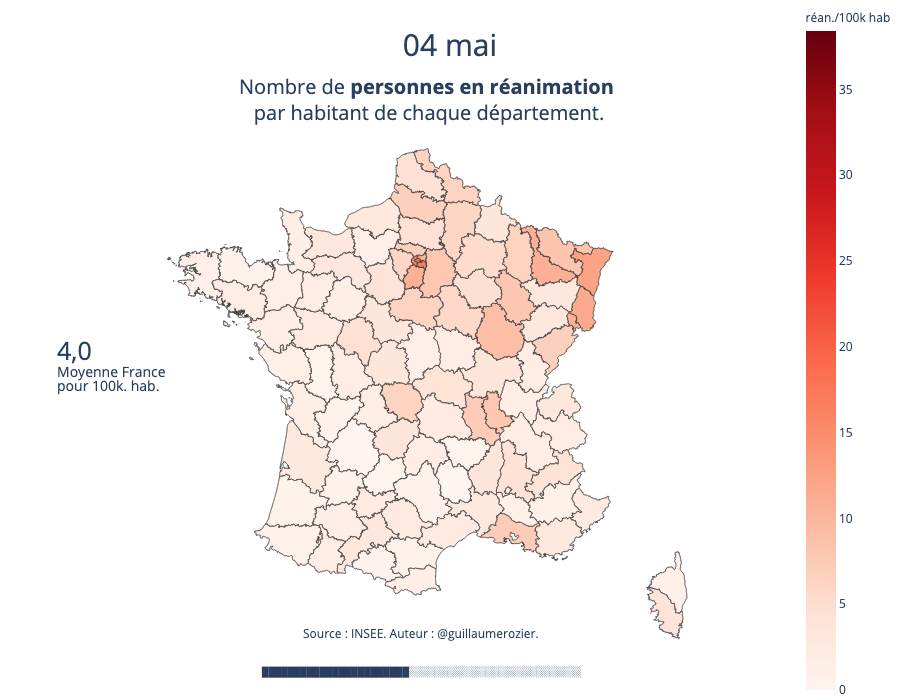 04 mai
Nombre de personnes en réanimation
par habitant de chaque département.
réan./100k hab
35
30
25
20
15
10
5
0
4,0
Moyenne France
pour 100k. hab.
Source : INSEE. Auteur : @guillaumerozier.